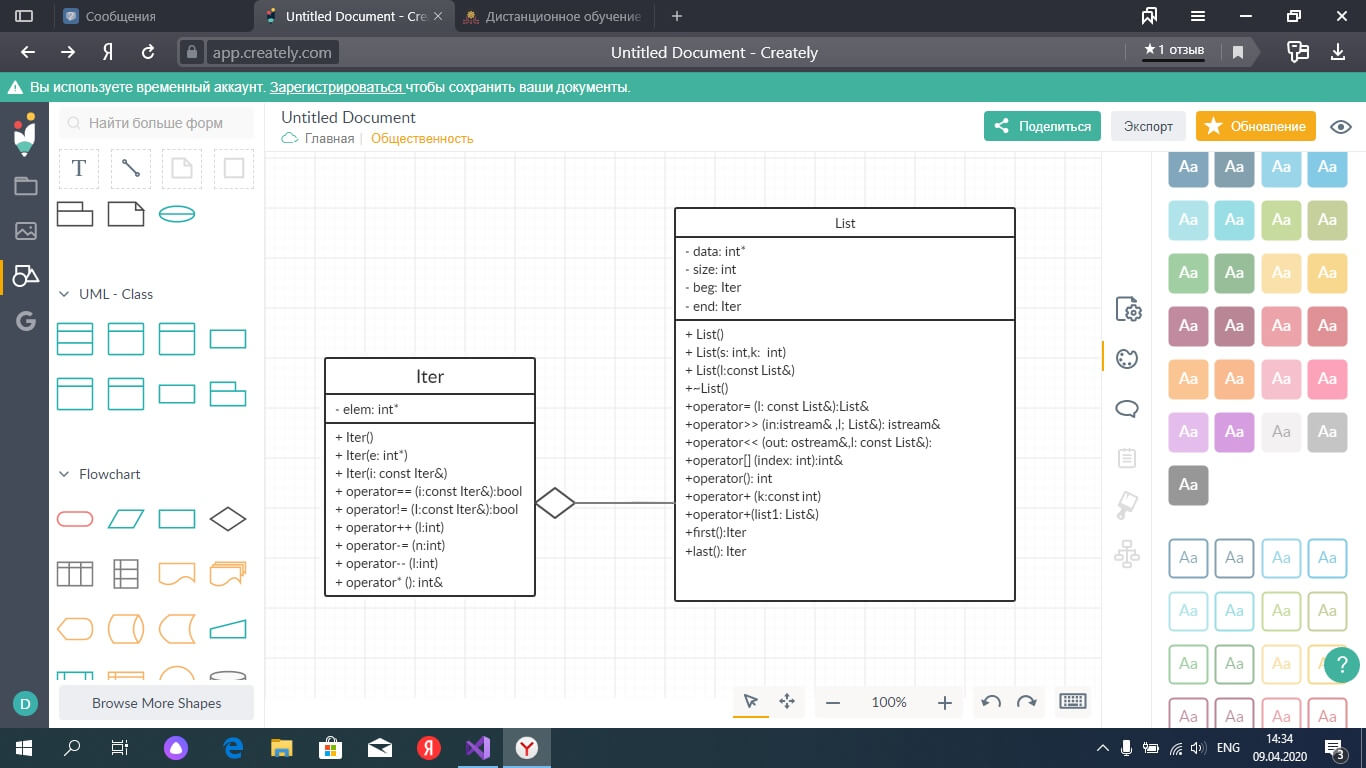 Сообщения
Untitled Document - Cre
Дистанционное обучение
Я
app.creately.com
Untitled Document - Creately
★1 отзыв
Вы используете временный аккаунт. Зарегистрироваться чтобы сохранить ваши документы.
Найти больше форм
Untitled Document
Главная | Общественность
Поделиться
Экспорт
Обновление
T
UML - Class
Flowchart
Browse More Shapes
G
D
Iter
- elem: int*
+ Iter()
+ Iter(e: int*)
+ Iter(i: const Iter&)
+ operator== (i:const Iter&):bool
+ operator!= (l:const Iter&):bool
+ operator++ (l:int)
+ operator-= (n:int)
+ operator-- (l:int)
+ operator* (): int&
List
- data: int*
- size: int
- beg: Iter
- end: Iter
+ List()
+ List(s: int,k:  int)
+ List(l:const List&)
+~List()
+operator= (l: const List&):List&
+operator>> (in:istream& ,l; List&): istream&
+operator<< (out: ostream&,l: const List&):
+operator[] (index: int):int&
+operator(): int
+operator+ (k:const int)
+operator+(list1: List&)
+first():Iter
+last(): Iter
Aa Aa Aa Aa
Aa Aa Aa Aa
Aa Aa Aa Aa
Aa Aa Aa Aa
Aa Aa Aa Aa
Aa Aa Aa Aa
Aa
Aa Aa Aa Aa
Aa Aa Aa Aa
Aa Aa Aa Aa
Aa Aa Aa Aa
?
100%
Я
Y
ENG
14:34
09.04.2020
3